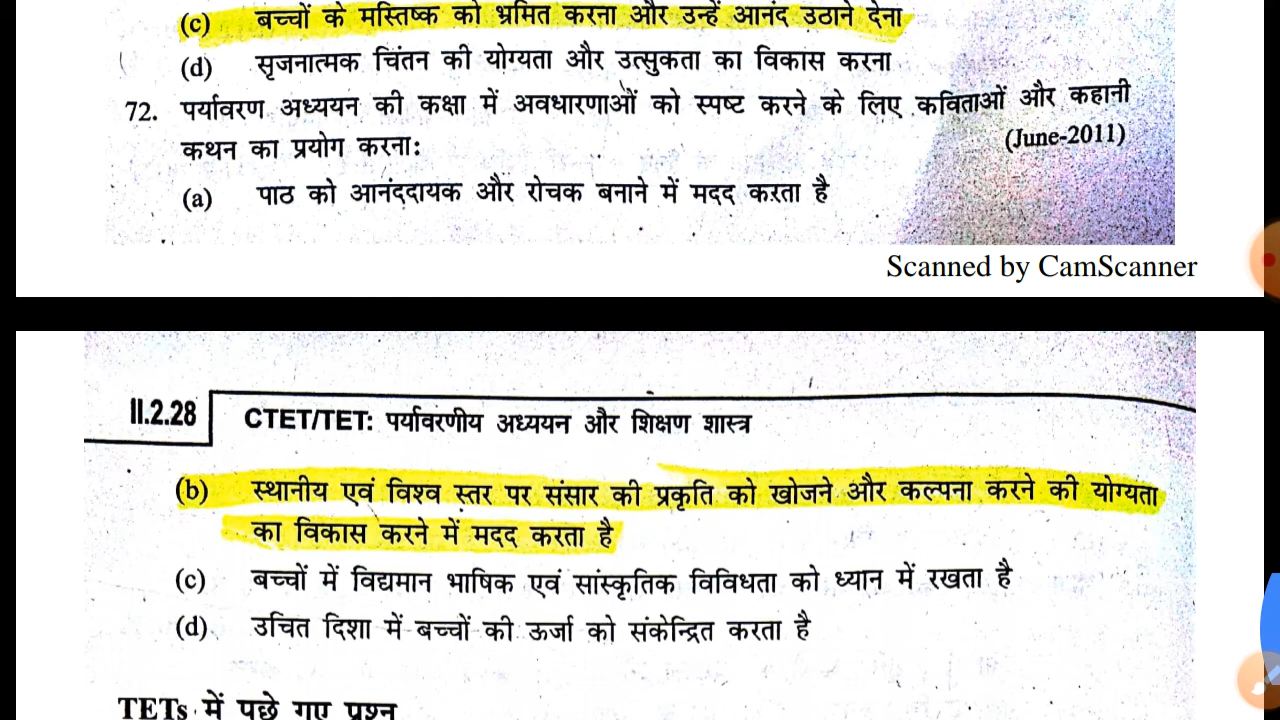 (c) बच्चों के मस्तिष्क को भ्रमित करना और उन्हें आनंद उठाने देना
(d) सृजनात्मक चिंतन की योग्यता और उत्सुकता का विकास करना
72. पर्यावरण अध्ययन की कक्षा में अवधारणाओं को स्पष्ट करने के लिए कविताओं और कहानी
कथन का प्रयोग करना: (June-2011)
(a) पाठ को आनंददायक और रोचक बनाने में मदद करता है
Scanned by CamScanner
II.2.28 CTET/TET: पर्यावरणीय अध्ययन और शिक्षण शास्त्र
(b) स्थानीय एवं विश्व स्तर पर संसार की प्रकृति को खोजने और कल्पना करने की योग्यता
का विकास करने में मदद करता है
(c) बच्चों में विद्यमान भाषिक एवं सांस्कृतिक विविधता को ध्यान में रखता है
(d) उचित दिशा में बच्चों की ऊर्जा को संकेन्द्रित करता है
TETs में पूछे गए प्रश्न